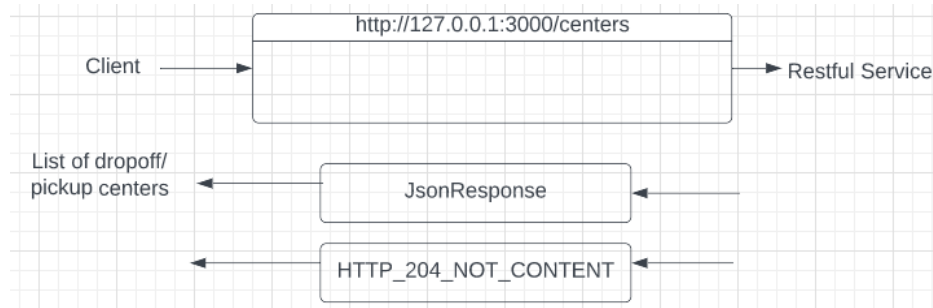 http://127.0.0.1:3000/centers
Client
Restful Service
List of dropoff/
pickup centers
JsonResponse
HTTP_204_NOT_CONTENT